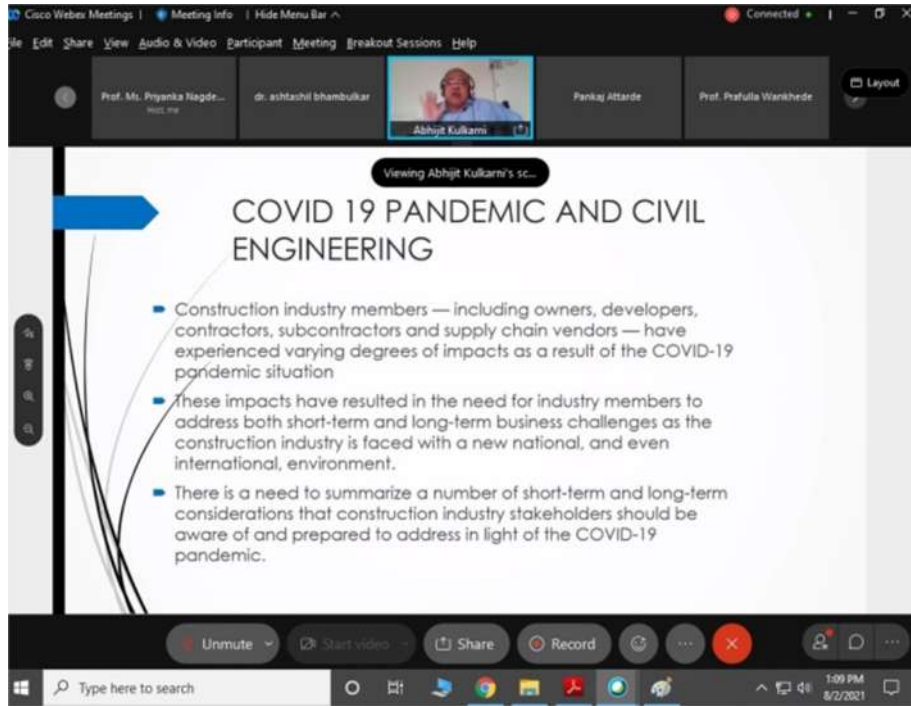 Cisco Webex Meetings | Meeting Info | Hide Menu Bar ^
Connected
File Edit Share View Audio & Video Participant Meeting Breakout Sessions Help
Layout
Prof. Ms. Priyanka Nagde...
Host, me
dr. ashtashil bhambulkar
Abhijit Kulkarni
Pankaj Attarde
Prof. Prafulla Wankhede
Viewing Abhijit Kulkarni's sc...
COVID 19 PANDEMIC AND CIVIL
ENGINEERING
Construction industry members — including owners, developers,
contractors, subcontractors and supply chain vendors — have
experienced varying degrees of impacts as a result of the COVID-19
pandemic situation
These impacts have resulted in the need for industry members to
address both short-term and long-term business challenges as the
construction industry is faced with a new national, and even
international, environment.
There is a need to summarize a number of short-term and long-term
considerations that construction industry stakeholders should be
aware of and prepared to address in light of the COVID-19
pandemic.
Unmute
Start video
Share
Record
Type here to search
1:09 PM
8/2/2021